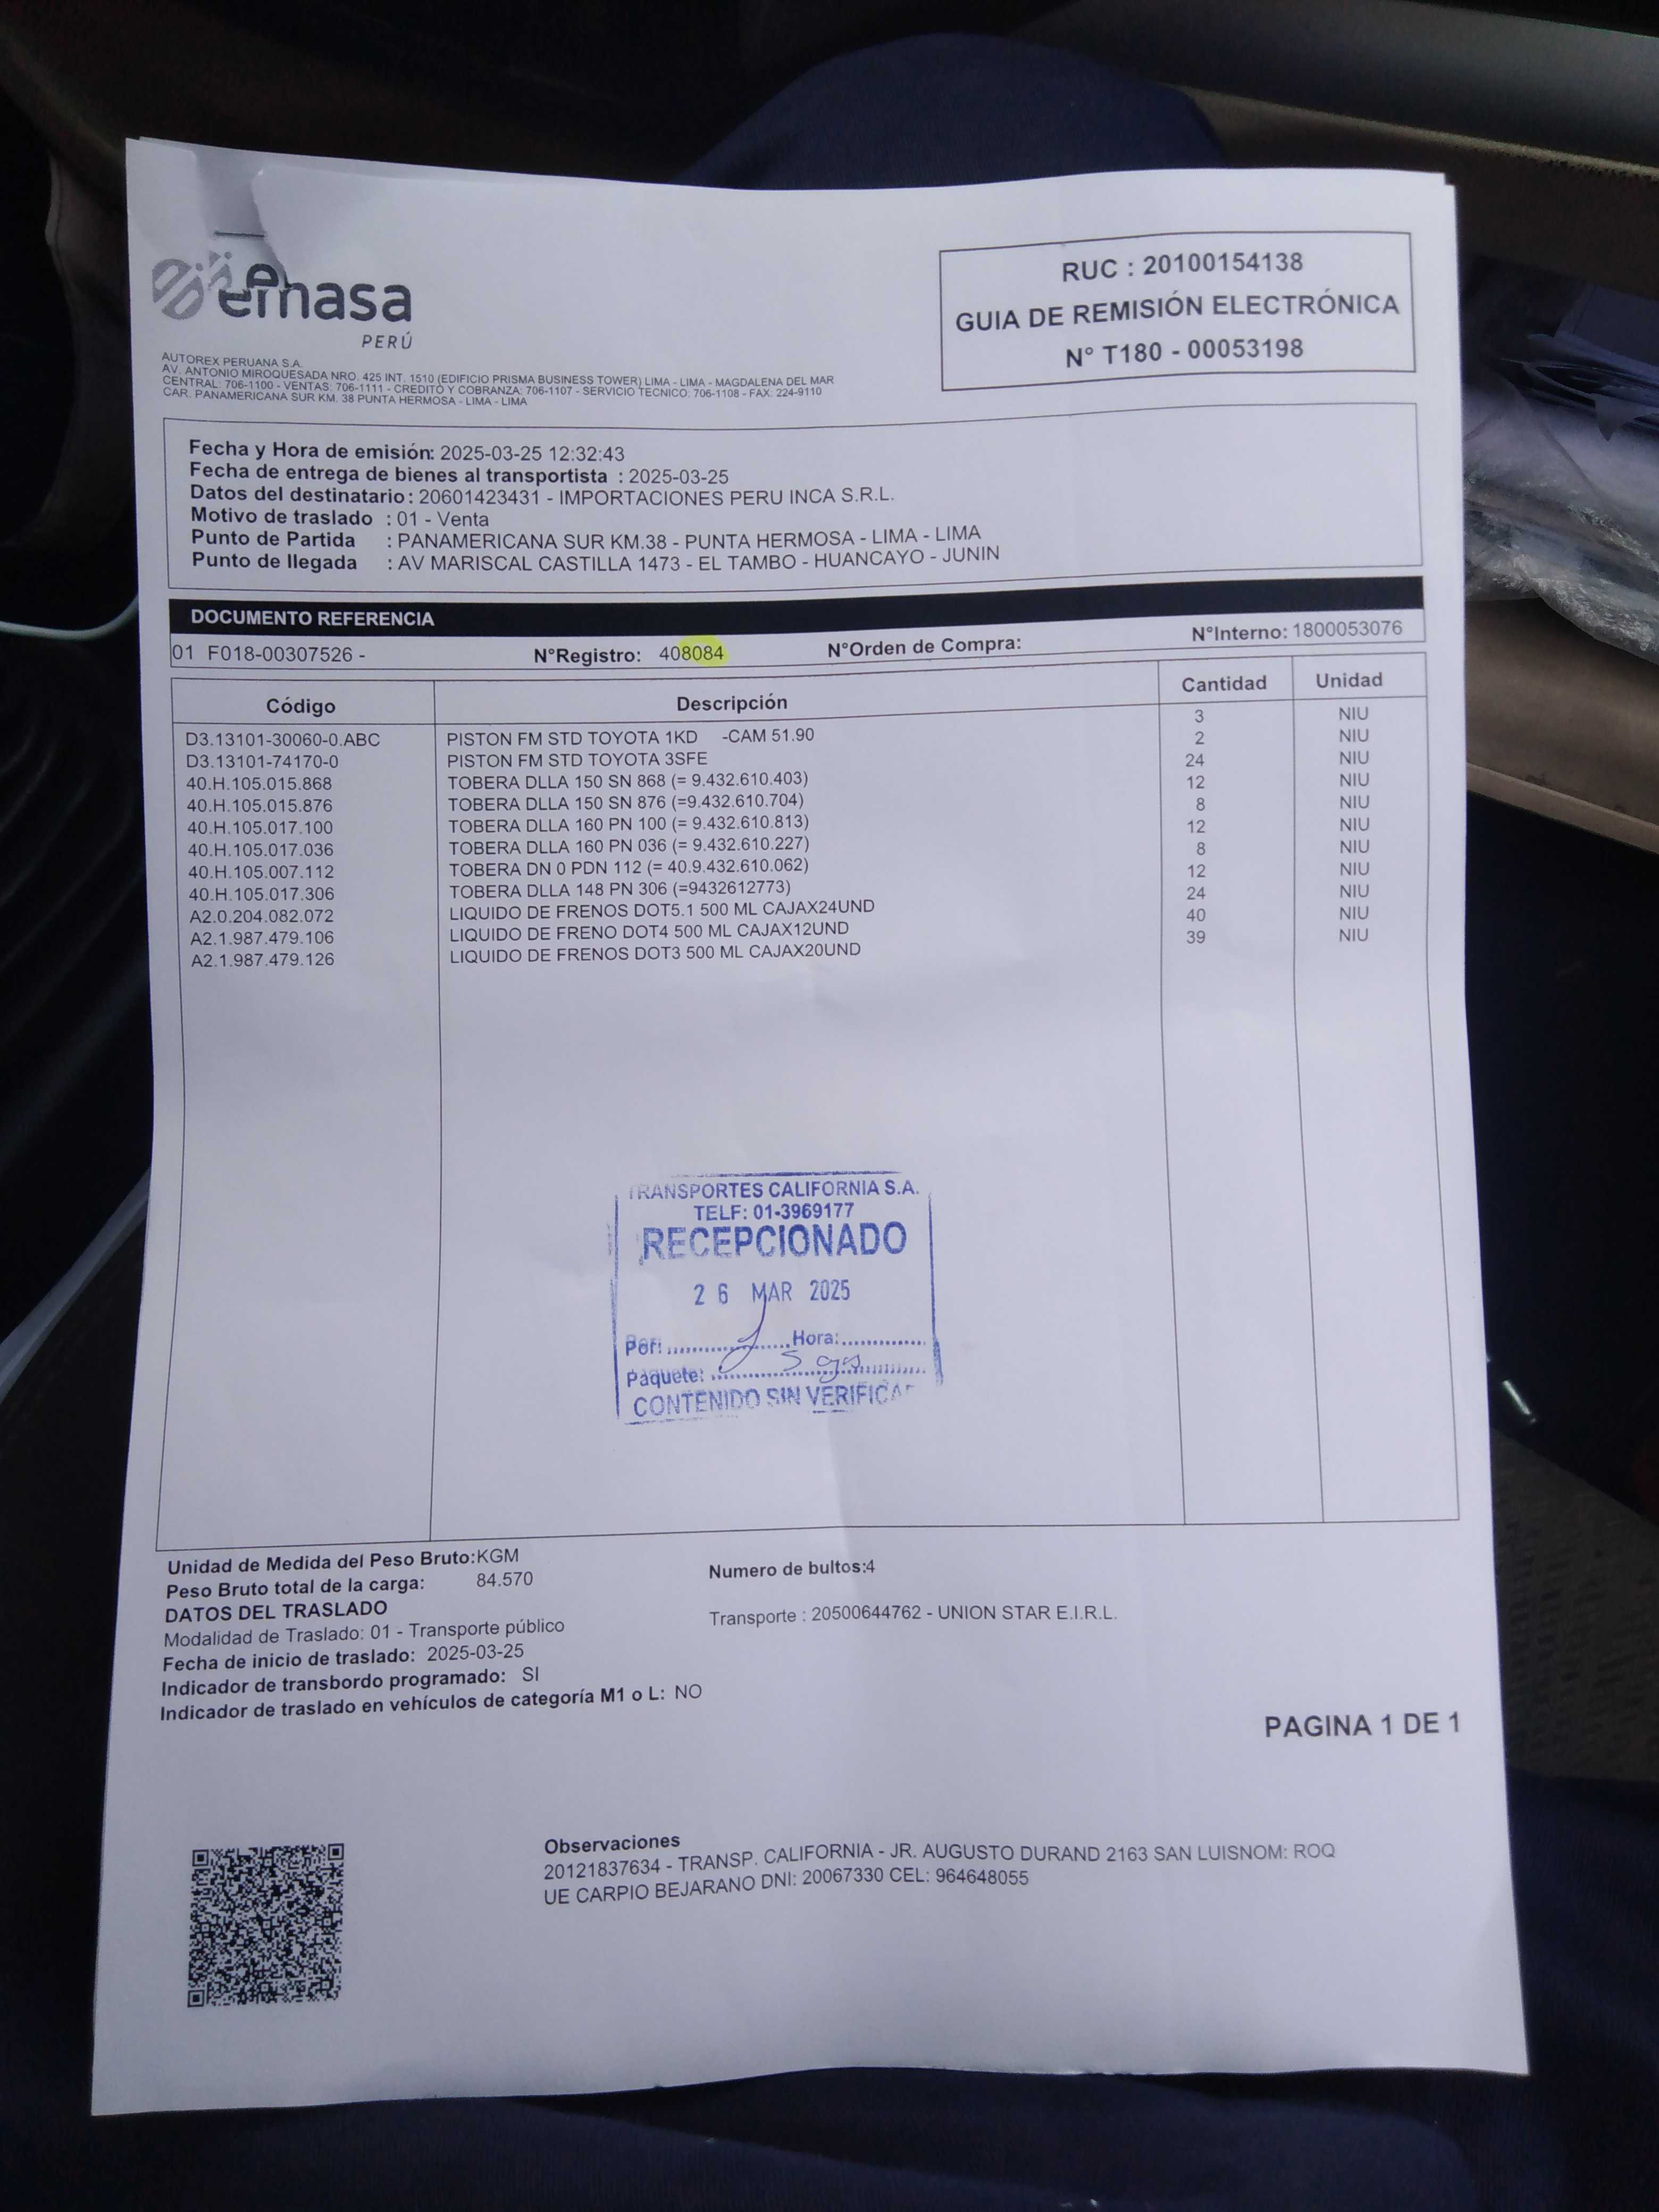 emasa
PERÚ
AUTOREX PERUANA S.A.
AV. ANTONIO MIROQUESADA NRO. 425 INT. 1510 (EDIFICIO PRISMA BUSINESS TOWER) LIMA - LIMA - MAGDALENA DEL MAR
CENTRAL: 706-1100 - VENTAS: 706-1111 - CREDITO Y COBRANZA: 706-1107 - SERVICIO TECNICO: 706-1108 - FAX: 224-9110
CAR. PANAMERICANA SUR KM. 38 PUNTA HERMOSA - LIMA - LIMA
RUC : 20100154138
GUIA DE REMISIÓN ELECTRÓNICA
N° T180 - 00053198
Fecha y Hora de emisión: 2025-03-25 12:32:43
Fecha de entrega de bienes al transportista : 2025-03-25
Datos del destinatario : 20601423431 - IMPORTACIONES PERU INCA S.R.L.
Motivo de traslado : 01 - Venta
Punto de Partida : PANAMERICANA SUR KM.38 - PUNTA HERMOSA - LIMA - LIMA
Punto de llegada : AV MARISCAL CASTILLA 1473 - EL TAMBO - HUANCAYO - JUNIN
DOCUMENTO REFERENCIA
01 F018-00307526 - N°Registro: 408084 N°Orden de Compra: N°Interno: 1800053076
Código Descripción Cantidad Unidad
D3.13101-30060-0.ABC PISTON FM STD TOYOTA 1KD -CAM 51.90 3 NIU
D3.13101-74170-0 PISTON FM STD TOYOTA 3SFE 2 NIU
40.H.105.015.868 TOBERA DLLA 150 SN 868 (= 9.432.610.403) 24 NIU
40.H.105.015.876 TOBERA DLLA 150 SN 876 (=9.432.610.704) 12 NIU
40.H.105.017.100 TOBERA DLLA 160 PN 100 (= 9.432.610.813) 8 NIU
40.H.105.017.036 TOBERA DLLA 160 PN 036 (= 9.432.610.227) 12 NIU
40.H.105.007.112 TOBERA DN 0 PDN 112 (= 40.9.432.610.062) 8 NIU
40.H.105.017.306 TOBERA DLLA 148 PN 306 (=9432612773) 12 NIU
A2.0.204.082.072 LIQUIDO DE FRENOS DOT5.1 500 ML CAJAX24UND 24 NIU
A2.1.987.479.106 LIQUIDO DE FRENO DOT4 500 ML CAJAX12UND 40 NIU
A2.1.987.479.126 LIQUIDO DE FRENOS DOT3 500 ML CAJAX20UND 39 NIU
TRANSPORTES CALIFORNIA S.A.
TELF: 01-3969177
RECEPCIONADO
26 MAR 2025
Por: Hora:
Paquete:
CONTENIDO SIN VERIFICAR
Unidad de Medida del Peso Bruto: KGM
Peso Bruto total de la carga: 84.570
Numero de bultos:4
DATOS DEL TRASLADO
Modalidad de Traslado: 01 - Transporte público
Transporte : 20500644762 - UNION STAR E.I.R.L.
Fecha de inicio de traslado: 2025-03-25
Indicador de transbordo programado: SI
Indicador de traslado en vehículos de categoría M1 o L: NO
PAGINA 1 DE 1
Observaciones
20121837634 - TRANSP. CALIFORNIA - JR. AUGUSTO DURAND 2163 SAN LUISNOM: ROQ
UE CARPIO BEJARANO DNI: 20067330 CEL: 964648055